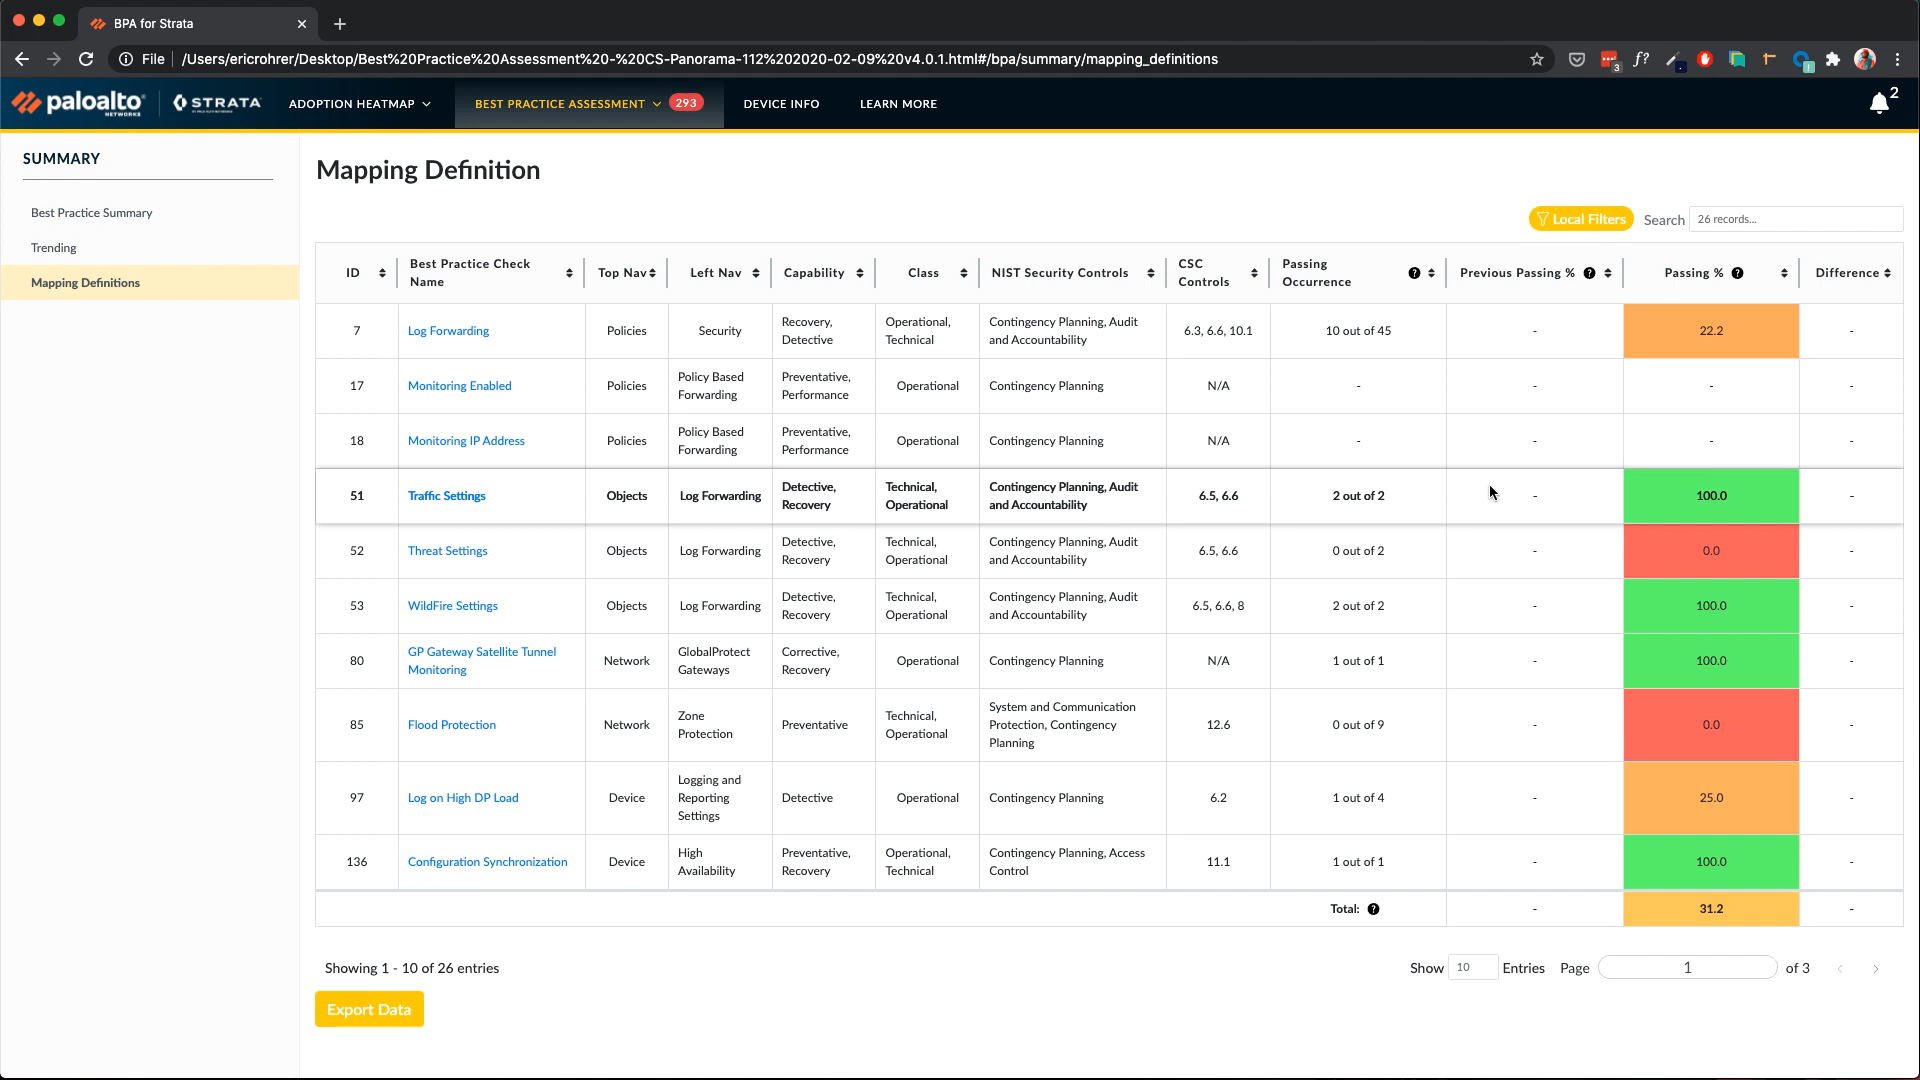 BPA for Strata
File
/Users/ericrohrer/Desktop/Best%20Practice%20Assessment%20-%20CS-Panorama-112%202020-02-09%20v4.0.1.html#/bpa/summary/mapping_definitions
3
f?
paloalto
NETWORKS
STRATA
BY PALO ALTO NETWORKS
ADOPTION HEATMAP
BEST PRACTICE ASSESSMENT
293
DEVICE INFO
LEARN MORE
2
SUMMARY
Best Practice Summary
Trending
Mapping Definitions
Mapping Definition
Local Filters
Search
26 records...
ID
Best Practice Check
Name
Top Nav
Left Nav
Capability
Class
NIST Security Controls
CSC
Controls
Passing
Occurrence
Previous Passing %
Passing %
Difference
7
Log Forwarding
Policies
Security
Recovery,
Detective
Operational,
Technical
Contingency Planning, Audit
and Accountability
6.3, 6.6, 10.1
10 out of 45
-
22.2
-
17
Monitoring Enabled
Policies
Policy Based
Forwarding
Preventative,
Performance
Operational
Contingency Planning
N/A
-
-
-
-
18
Monitoring IP Address
Policies
Policy Based
Forwarding
Preventative,
Performance
Operational
Contingency Planning
N/A
-
-
-
-
51
Traffic Settings
Objects
Log Forwarding
Detective,
Recovery
Technical,
Operational
Contingency Planning, Audit
and Accountability
6.5, 6.6
2 out of 2
-
100.0
-
52
Threat Settings
Objects
Log Forwarding
Detective,
Recovery
Technical,
Operational
Contingency Planning, Audit
and Accountability
6.5, 6.6
0 out of 2
-
0.0
-
53
WildFire Settings
Objects
Log Forwarding
Detective,
Recovery
Technical,
Operational
Contingency Planning, Audit
and Accountability
6.5, 6.6, 8
2 out of 2
-
100.0
-
80
GP Gateway Satellite Tunnel
Monitoring
Network
GlobalProtect
Gateways
Corrective,
Recovery
Operational
Contingency Planning
N/A
1 out of 1
-
100.0
-
85
Flood Protection
Network
Zone
Protection
Preventative
Technical,
Operational
System and Communication
Protection, Contingency
Planning
12.6
0 out of 9
-
0.0
-
97
Log on High DP Load
Device
Logging and
Reporting
Settings
Detective
Operational
Contingency Planning
6.2
1 out of 4
-
25.0
-
136
Configuration Synchronization
Device
High
Availability
Preventative,
Recovery
Operational,
Technical
Contingency Planning, Access
Control
11.1
1 out of 1
-
100.0
-
Total:
-
31.2
-
Showing 1 - 10 of 26 entries
Show 10 Entries Page 1 of 3
Export Data